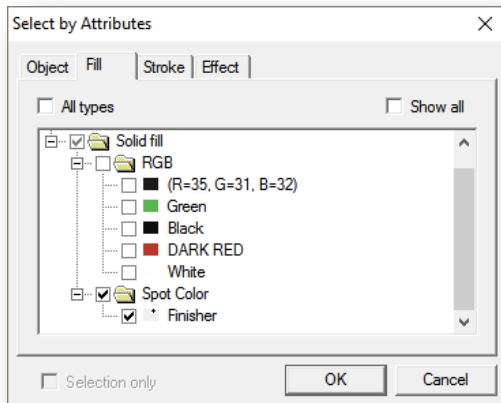 Select by Attributes
Object Fill Stroke Effect
All types Show all
Solid fill
RGB
(R=35, G=31, B=32)
Green
Black
DARK RED
White
Spot Color
Finisher
Selection only OK Cancel